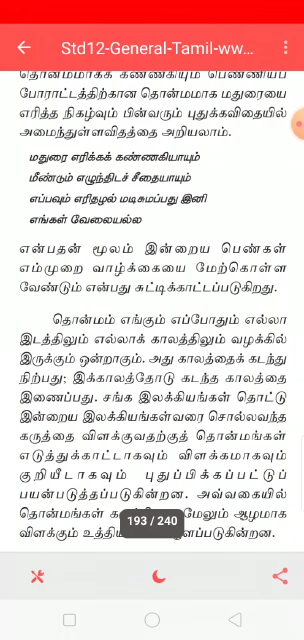 Std12-General-Tamil-ww...
தொன்மமாகக் கண்ணகியும் பெண்ணியப்
போராட்டத்திற்கான தொன்மமாக மதுரையை
எரித்த நிகழ்வும் பின்வரும் புதுக்கவிதையில்
அமைந்துள்ளவிதத்தை அறியலாம்.
மதுரை எரிக்கக் கண்ணகியாயும்
மீண்டும் எழுந்திடச் சீதையாயும்
எப்பவும் எரிதழல் மடிசுமப்பது இனி
எங்கள் வேலையல்ல
என்பதன் மூலம் இன்றைய பெண்கள்
எம்முறை வாழ்க்கையை மேற்கொள்ள
வேண்டும் என்பது சுட்டிக்காட்டப்படுகிறது.
தொன்மம் எங்கும் எப்போதும் எல்லா
இடத்திலும் எல்லாக் காலத்திலும் வழக்கில்
இருக்கும் ஒன்றாகும். அது காலத்தைக் கடந்து
நிற்பது; இக்காலத்தோடு கடந்த காலத்தை
இணைப்பது. சங்க இலக்கியங்கள் தொட்டு
இன்றைய இலக்கியங்கள்வரை சொல்லவந்த
கருத்தை விளக்குவதற்குத் தொன்மங்கள்
எடுத்துக்காட்டாகவும் விளக்கமாகவும்
குறியீடாகவும் புதுப்பிக்கப்பட்டுப்
பயன்படுத்தப்படுகின்றன. அவ்வகையில்
தொன்மங்கள் மேலும் ஆழமாக
விளக்கும்
193 / 240